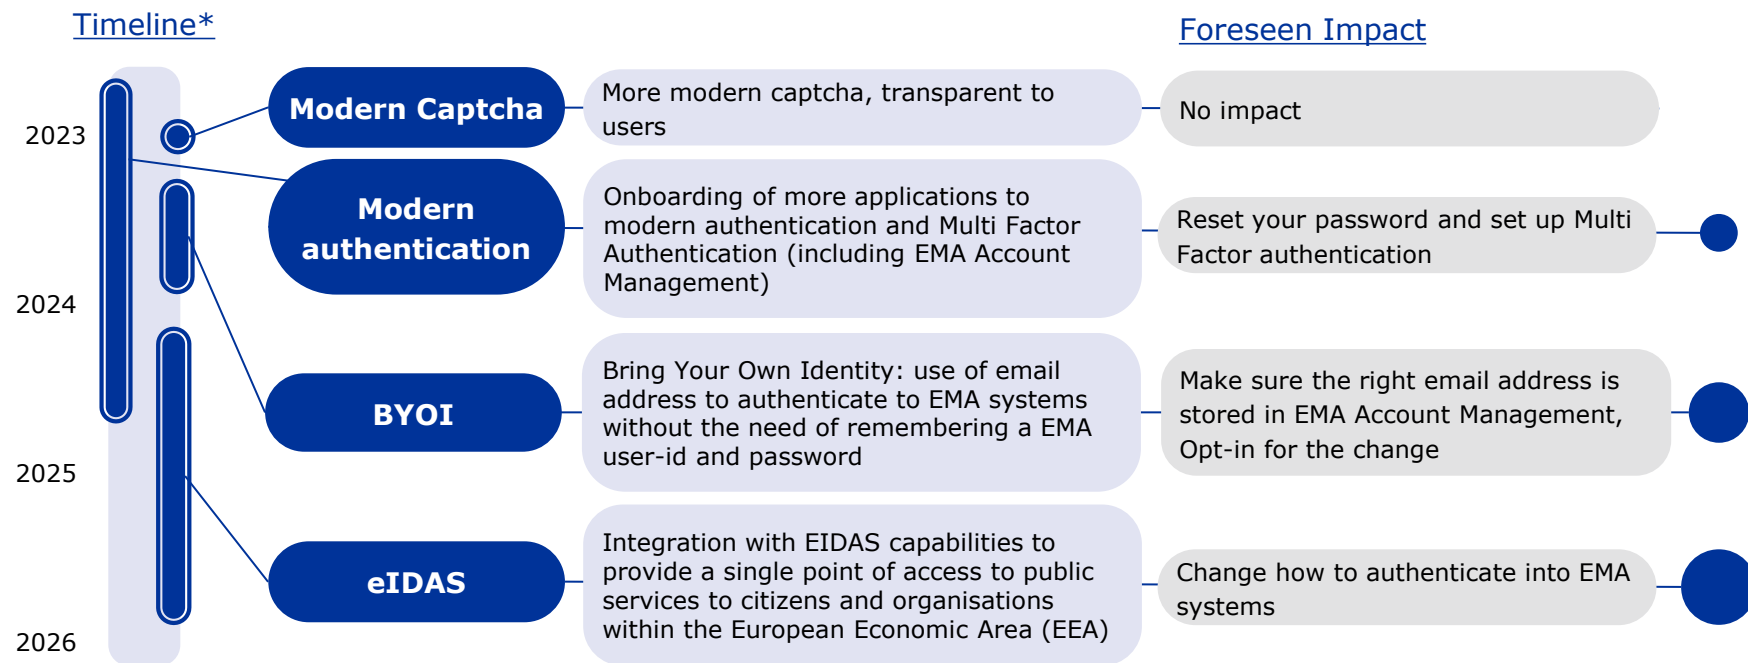 Timeline*
Foreseen Impact
2023
Modern Captcha
More modern captcha, transparent to
users
No impact
Modern
authentication
Onboarding of more applications to
modern authentication and Multi Factor
Authentication (including EMA Account
Management)
Reset your password and set up Multi
Factor authentication
2024
BYOI
Bring Your Own Identity: use of email
address to authenticate to EMA systems
without the need of remembering a EMA
user-id and password
Make sure the right email address is
stored in EMA Account Management,
Opt-in for the change
2025
eIDAS
Integration with EIDAS capabilities to
provide a single point of access to public
services to citizens and organisations
within the European Economic Area (EEA)
Change how to authenticate into EMA
systems
2026